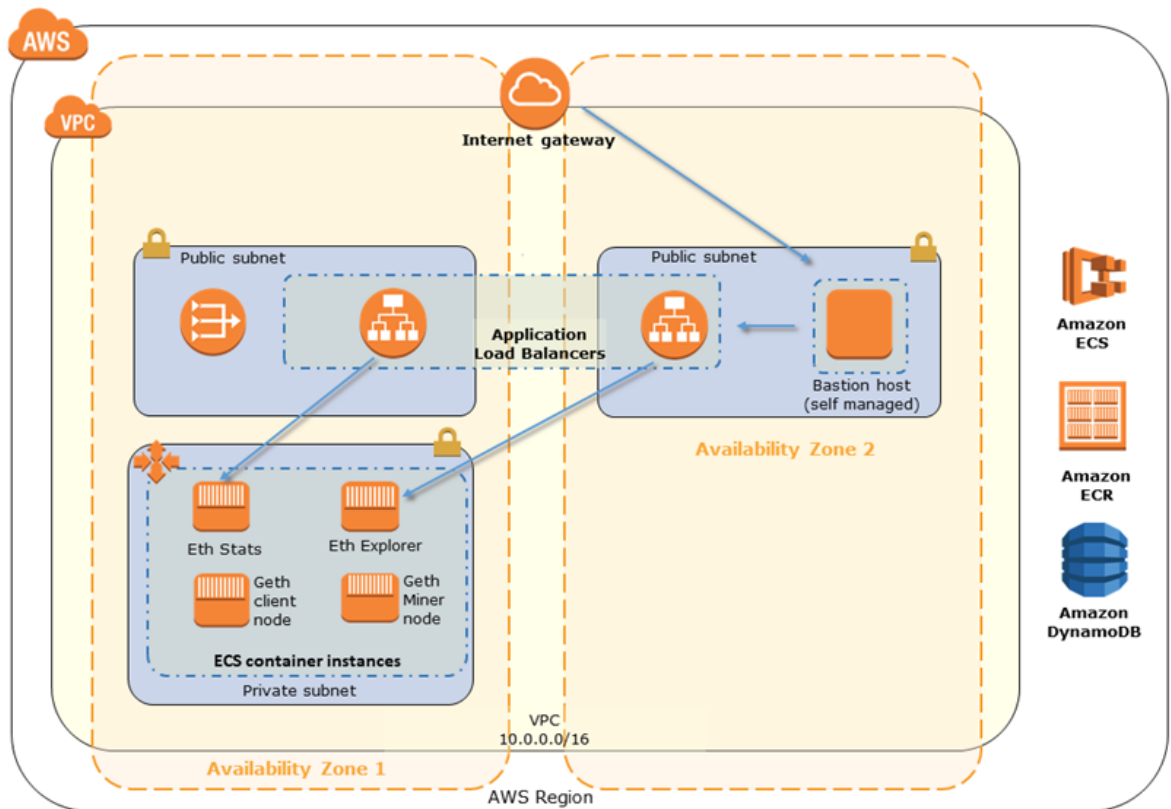 AWS
VPC
Internet gateway
Public subnet
Public subnet
Application
Load Balancers
Bastion host
(self managed)
Availability Zone 2
Eth Stats
Eth Explorer
Geth
client
node
Geth
Miner
node
ECS container instances
Private subnet
VPC
10.0.0.0/16
Availability Zone 1
AWS Region
Amazon
ECS
Amazon
ECR
Amazon
DynamoDB